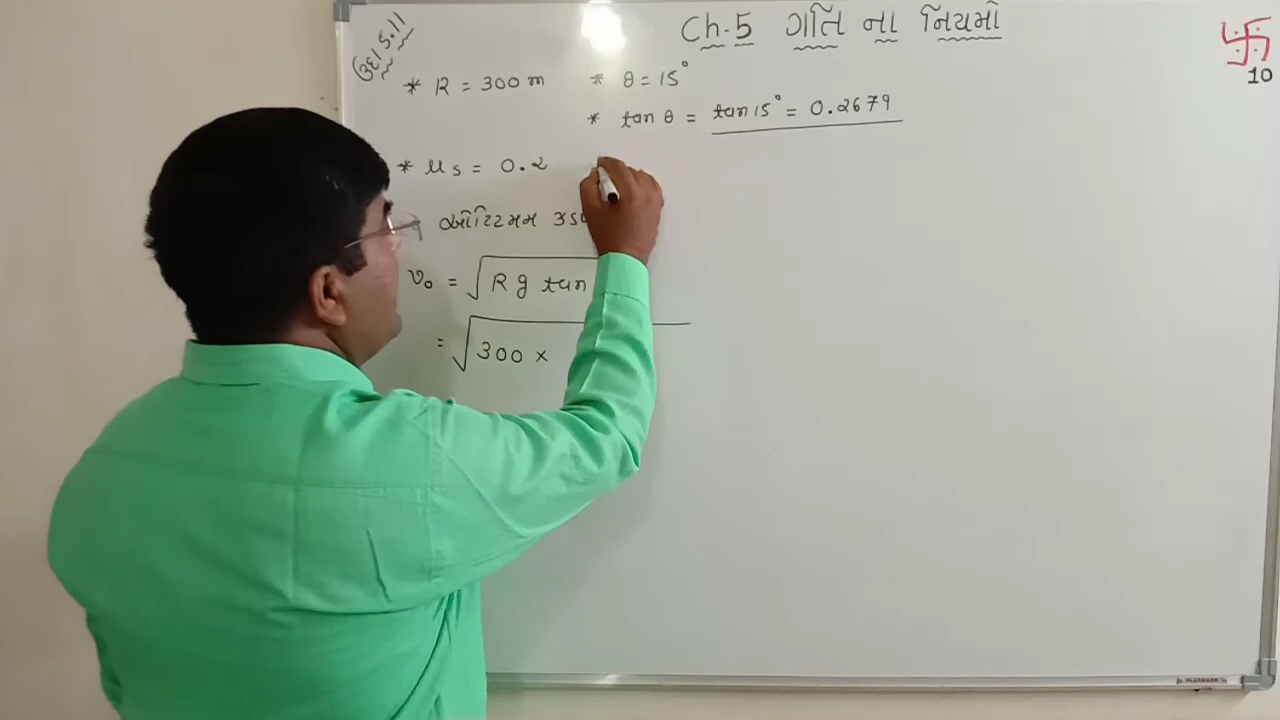 Ch.5 ગતિ ના નિયમો
ઉદા 5.11
10
* R = 300 m * θ = 15°
* tan θ = tan 15° = 0.2679
* μs = 0.2
ઓપ્ટિમમ ઝડ
v₀ = √R g tan
= √300 ×